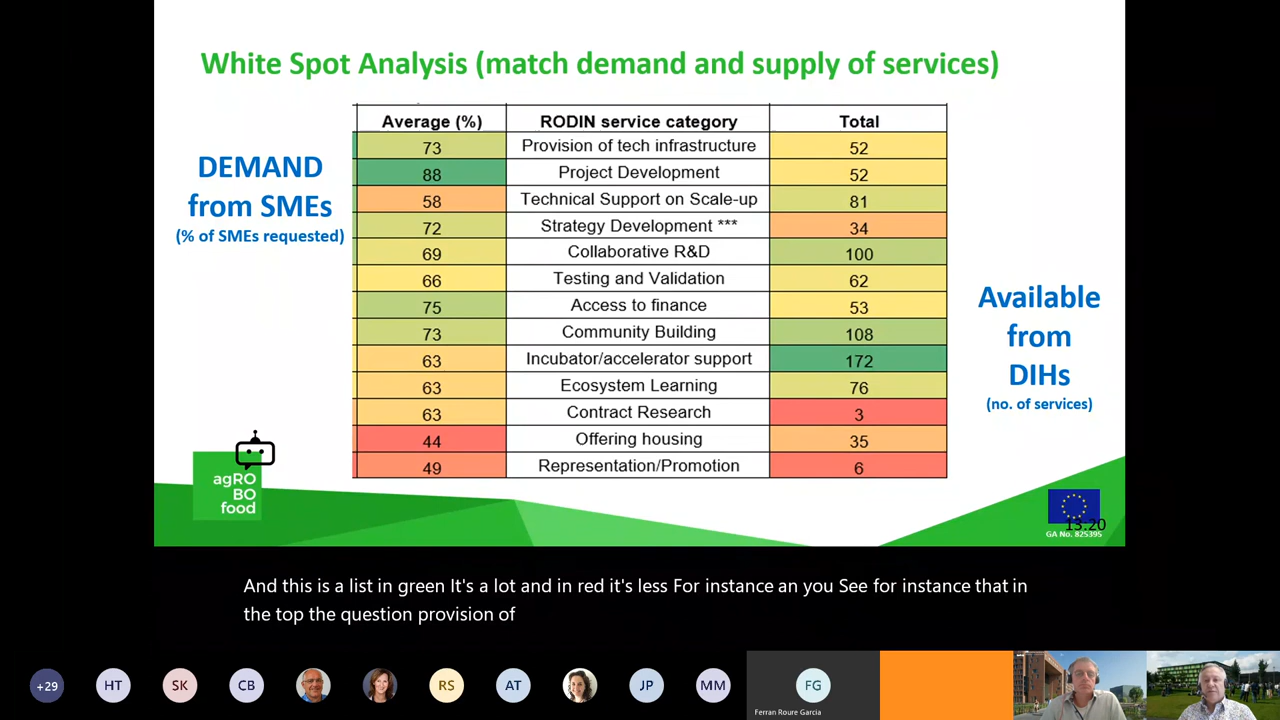 White Spot Analysis (match demand and supply of services)
DEMAND
from SMEs
(% of SMEs requested)
Average (%) RODIN service category Total
73 Provision of tech infrastructure 52
88 Project Development 52
58 Technical Support on Scale-up 81
72 Strategy Development *** 34
69 Collaborative R&D 100
66 Testing and Validation 62
75 Access to finance 53
73 Community Building 108
63 Incubator/accelerator support 172
63 Ecosystem Learning 76
63 Contract Research 3
44 Offering housing 35
49 Representation/Promotion 6
Available
from
DIHs
(no. of services)
agRO
BO
food
13:20
GA No. 825395
And this is a list in green It's a lot and in red it's less For instance an you See for instance that in
the top the question provision of
+29 HT SK CB RS AT JP MM FG
Ferran Roure Garcia